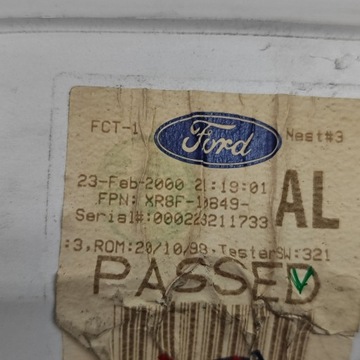 FCT-1 Ford Nest#3
23-Feb-2000 21:19:01
FPN: XR8F-10849-
AL
Serial#:000223211733
:3,ROM:20/10/98,TesterSW:321
PASSED